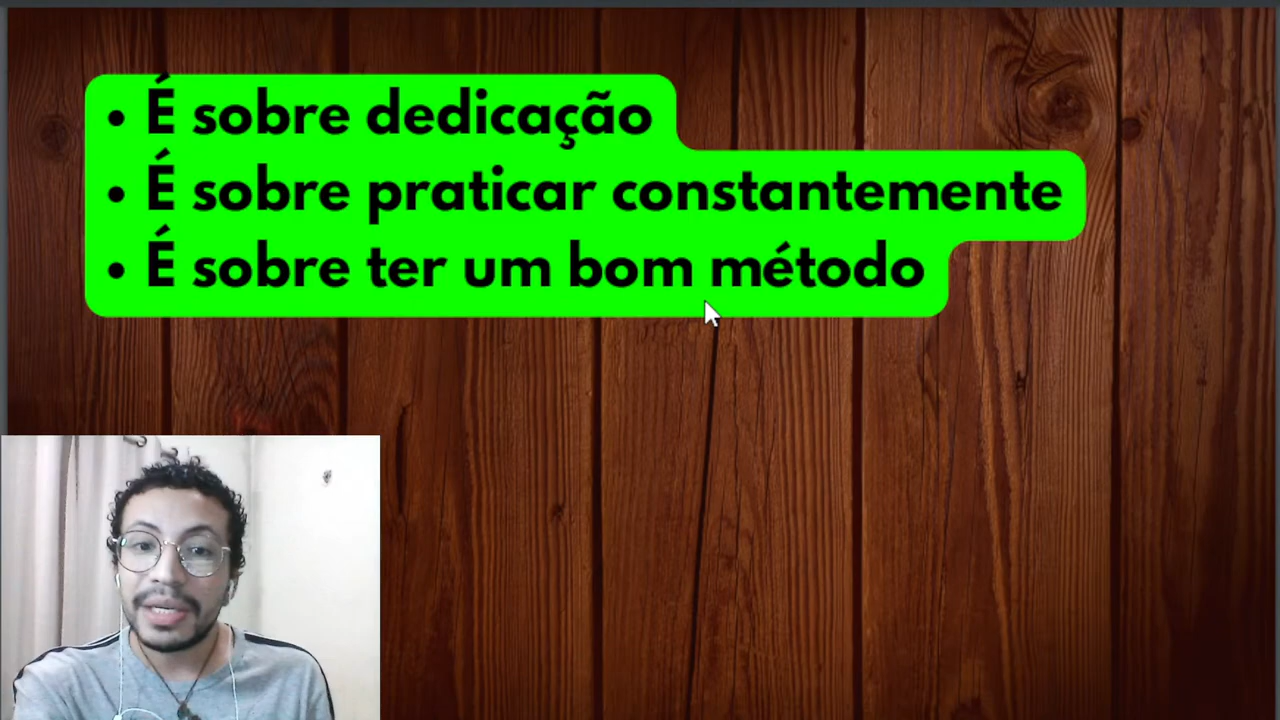 • É sobre dedicação
• É sobre praticar constantemente
• É sobre ter um bom método